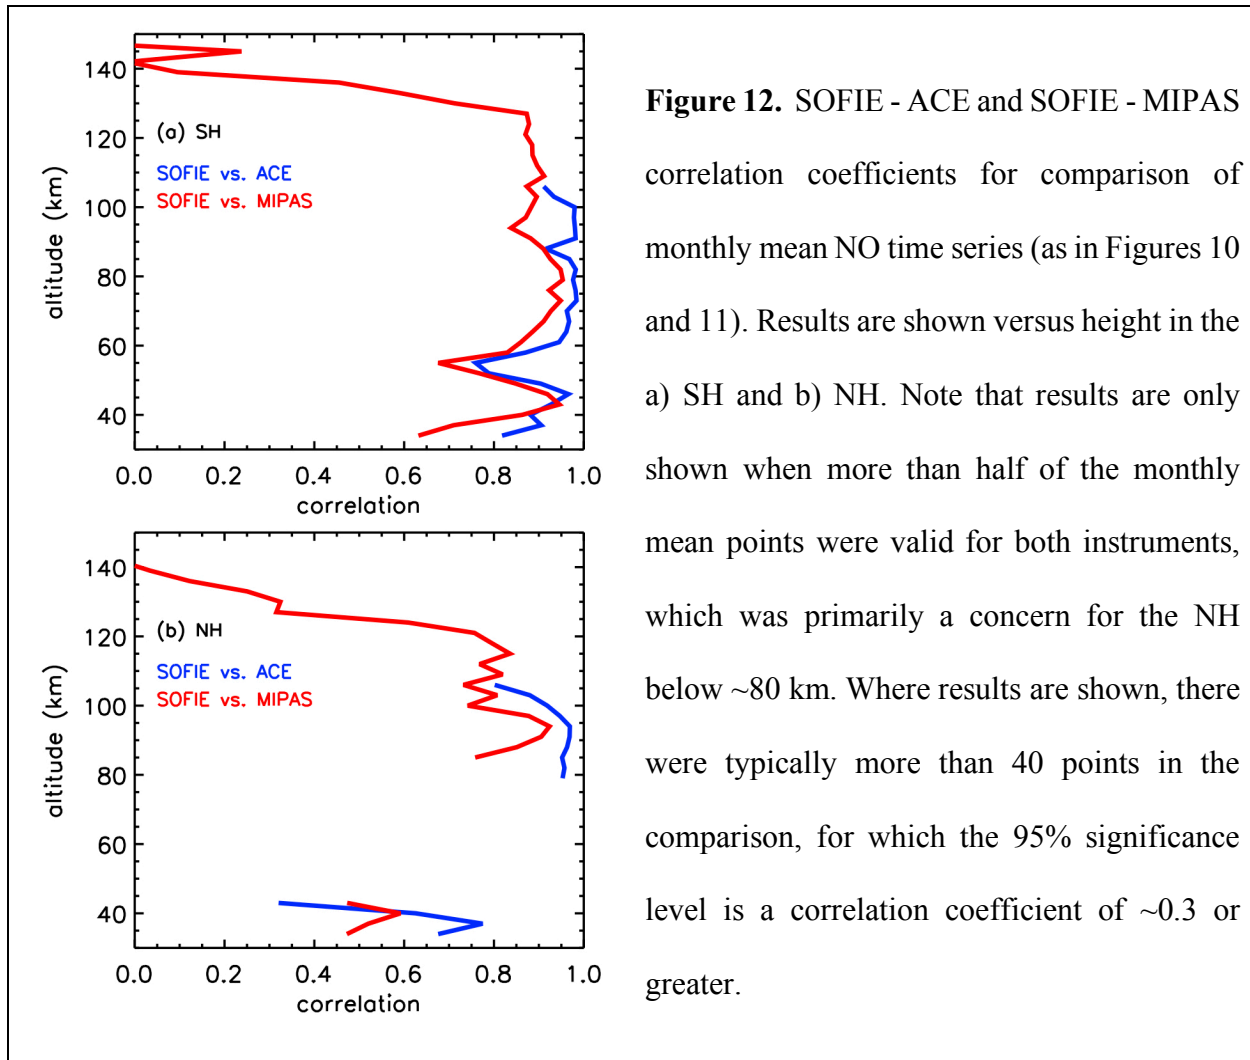 140
120
100
80
60
40
altitude (km)
(a) SH
SOFIE vs. ACE
SOFIE vs. MIPAS
0.0 0.2 0.4 0.6 0.8 1.0
correlation
140
120
100
80
60
40
altitude (km)
(b) NH
SOFIE vs. ACE
SOFIE vs. MIPAS
0.0 0.2 0.4 0.6 0.8 1.0
correlation
Figure 12. SOFIE - ACE and SOFIE - MIPAS
correlation coefficients for comparison of
monthly mean NO time series (as in Figures 10
and 11). Results are shown versus height in the
a) SH and b) NH. Note that results are only
shown when more than half of the monthly
mean points were valid for both instruments,
which was primarily a concern for the NH
below ~80 km. Where results are shown, there
were typically more than 40 points in the
comparison, for which the 95% significance
level is a correlation coefficient of ~0.3 or
greater.